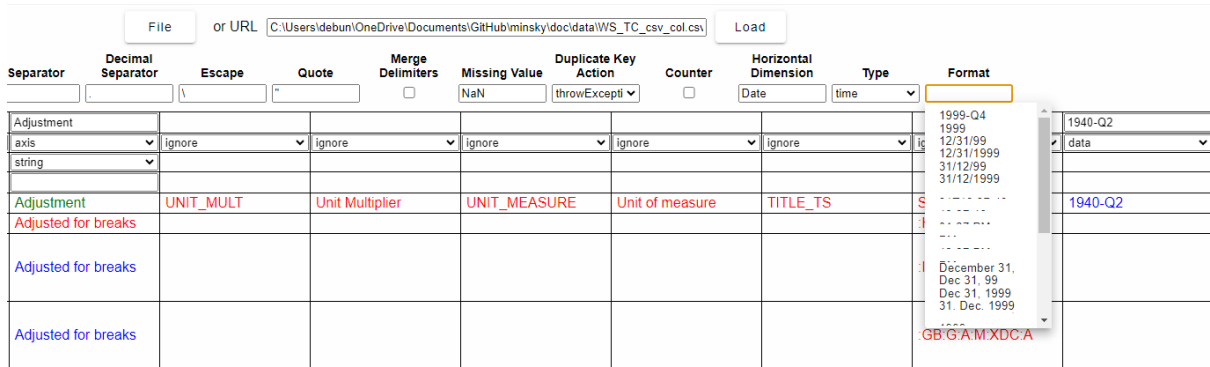 File or URL C:\Users\debun\OneDrive\Documents\GitHub\minsky\doc\data\WS_TC_csv_col.csv Load
Separator Decimal Separator Escape Quote Merge Delimiters Missing Value Duplicate Key Action Counter Horizontal Dimension Type Format
. \ " NaN throwExcepti Date time
1999-Q4
1999
12/31/99
12/31/1999
31/12/99
31/12/1999
December 31,
Dec 31, 99
Dec 31, 1999
31. Dec. 1999
Adjustment 1940-Q2
axis ignore ignore ignore ignore ignore ig data
string
Adjustment UNIT_MULT Unit Multiplier UNIT_MEASURE Unit of measure TITLE_TS S 1940-Q2
Adjusted for breaks
Adjusted for breaks
Adjusted for breaks :GB:G:A:M:XDC:A